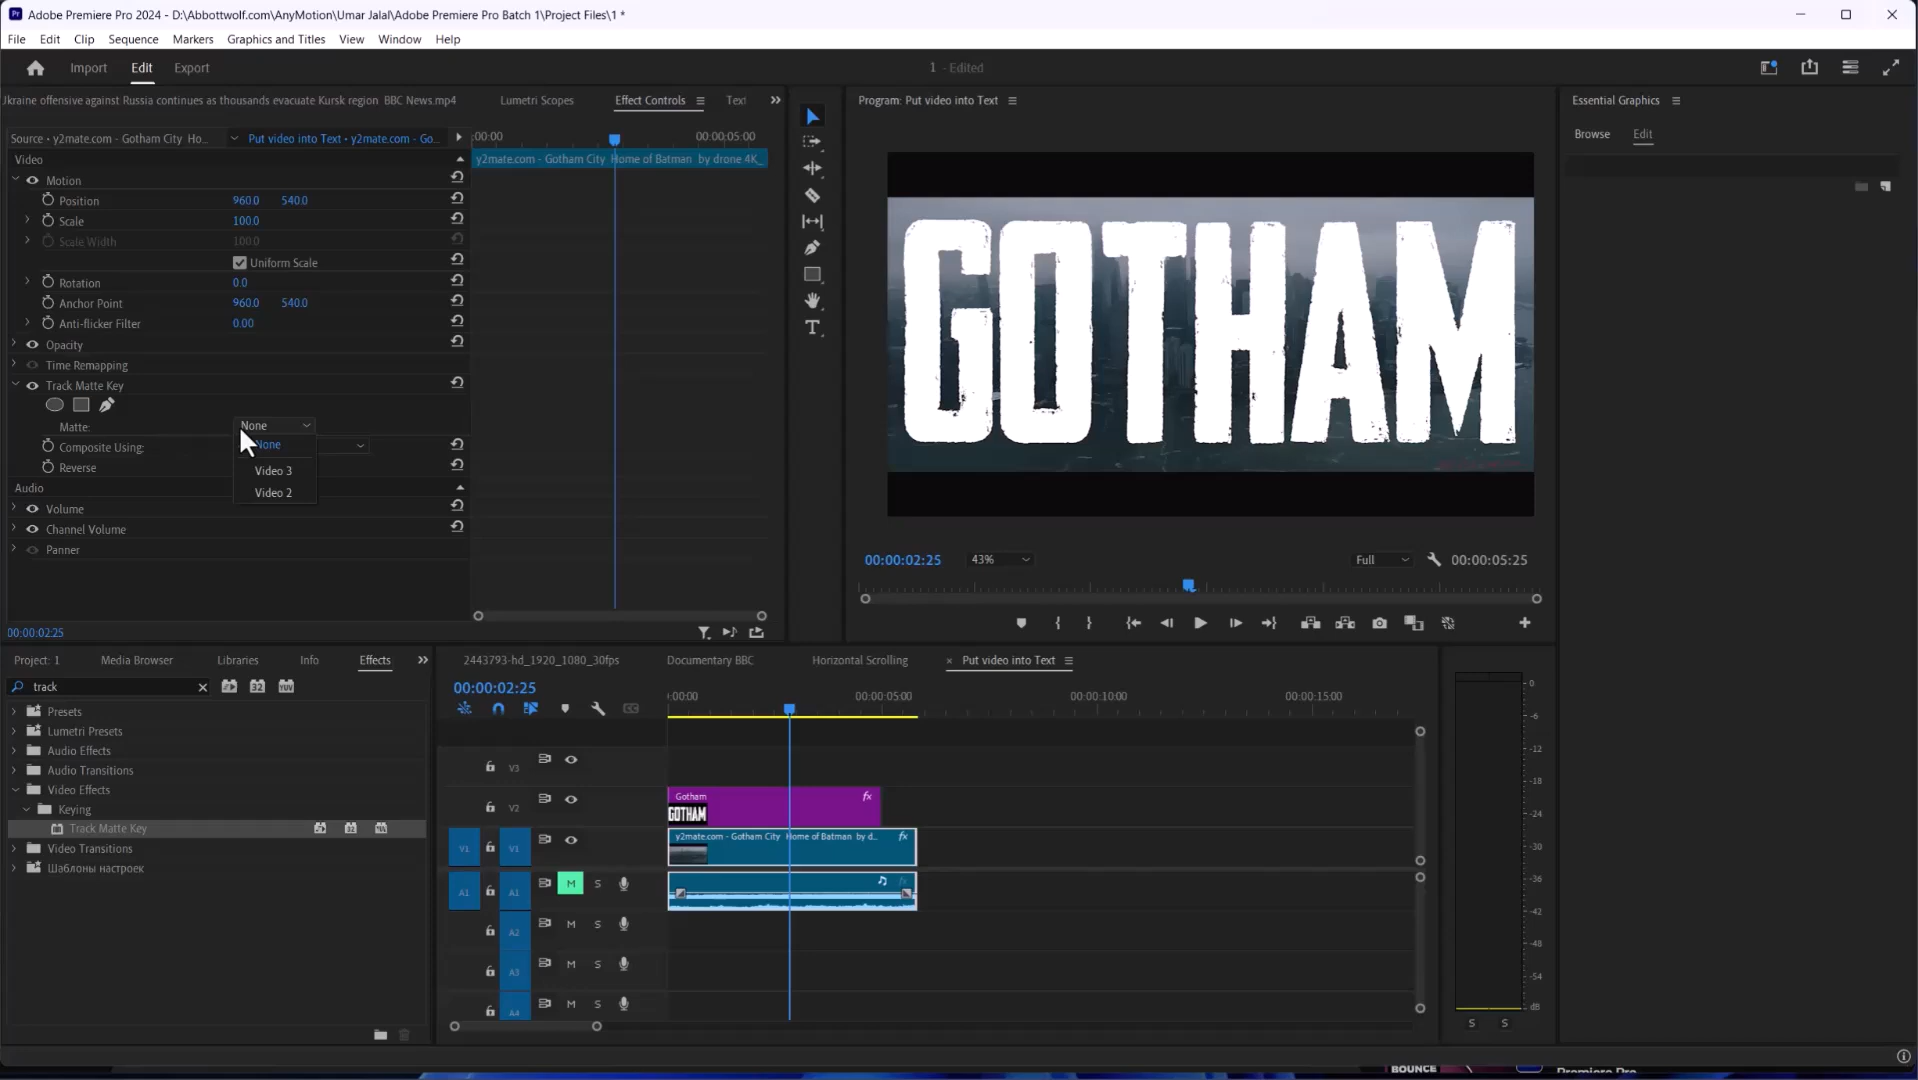 Adobe Premiere Pro 2024 - D:\Abbottwolf.com\AnyMotion\Umar Jalal\Adobe Premiere Pro Batch 1\Project Files\1 *
File Edit Clip Sequence Markers Graphics and Titles View Window Help
Import Edit Export
1 - Edited
Ukraine offensive against Russia continues as thousands evacuate Kursk region BBC News.mp4 Lumetri Scopes Effect Controls Text
Source • y2mate.com - Gotham City Ho... Put video into Text • y2mate.com - Go...
:00:00 00:00:05:00
Video
y2mate.com - Gotham City Home of Batman by drone 4K_
Motion
Position 960.0 540.0
Scale 100.0
Scale Width 100.0
Uniform Scale
Rotation 0.0
Anchor Point 960.0 540.0
Anti-flicker Filter 0.00
Opacity
Time Remapping
Track Matte Key
Matte: None
Composite Using: None
Reverse
Video 3
Video 2
Audio
Volume
Channel Volume
Panner
00:00:02:25
Program: Put video into Text
GOTHAM
00:00:02:25 43% Full 00:00:05:25
Essential Graphics
Browse Edit
Project: 1 Media Browser Libraries Info Effects
track
32 YUV
Presets
Lumetri Presets
Audio Effects
Audio Transitions
Video Effects
Keying
Track Matte Key
Video Transitions
Шаблоны настроек
2443793-hd_1920_1080_30fps Documentary BBC Horizontal Scrolling × Put video into Text
00:00:02:25
:00:00 00:00:05:00 00:00:10:00 00:00:15:00
V3
V2 Gotham fx
GOTHAM
V1 V1 y2mate.com - Gotham City Home of Batman by d... fx
A1 A1 M S fx
A2 M S
A3 M S
A4 M S
0
-6
-12
-18
-24
-30
-36
-42
-48
-54
dB
S S
BOUNCE
Premiere Pro